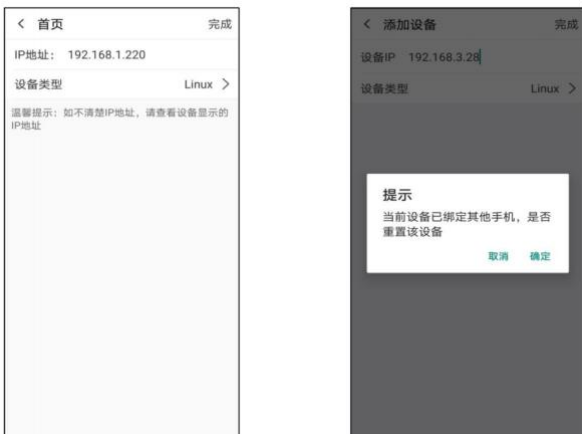 首页 完成
IP地址： 192.168.1.220
设备类型 Linux
温馨提示：如不清楚IP地址，请查看设备显示的
IP地址
添加设备 完成
设备IP 192.168.3.28
设备类型 Linux
提示
当前设备已绑定其他手机，是否
重置该设备
取消 确定